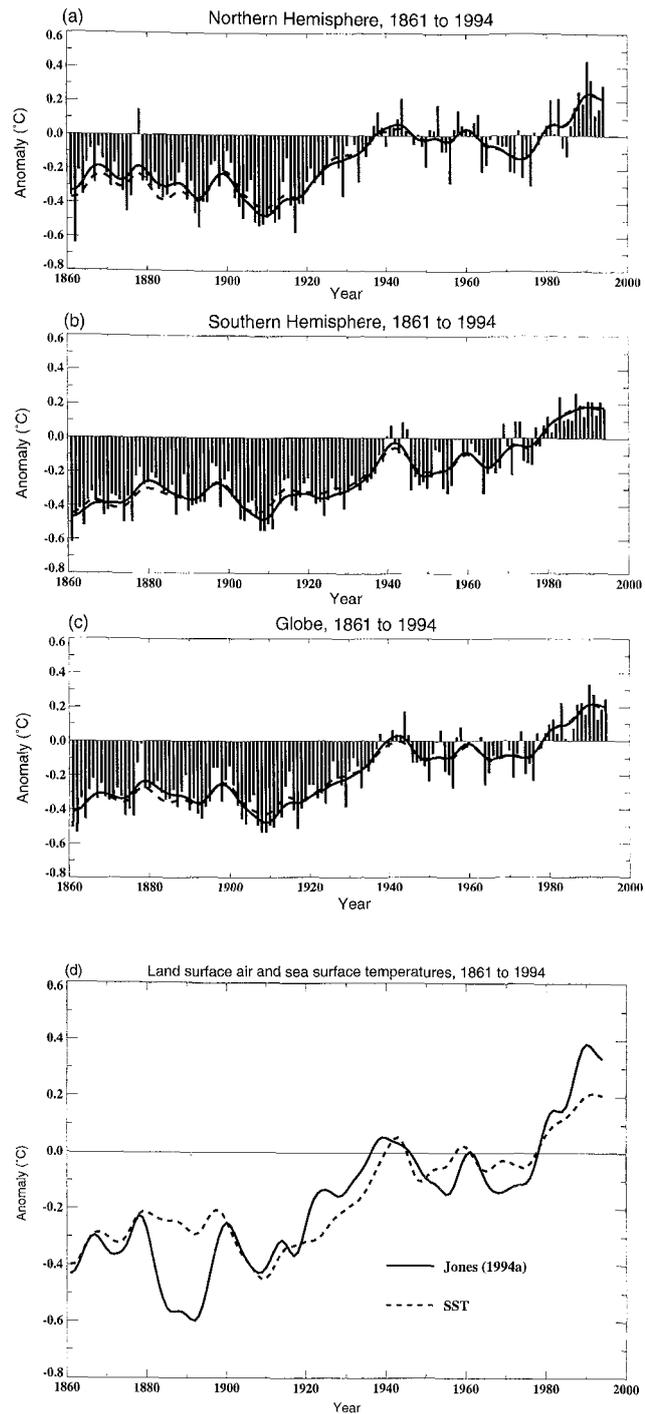 (a)
Northern Hemisphere, 1861 to 1994
0.6
0.4
0.2
0.0
-0.2
-0.4
-0.6
-0.8
Anomaly (°C)
1860 1880 1900 1920 1940 1960 1980 2000
Year
(b)
Southern Hemisphere, 1861 to 1994
0.6
0.4
0.2
0.0
-0.2
-0.4
-0.6
-0.8
Anomaly (°C)
1860 1880 1900 1920 1940 1960 1980 2000
Year
(c)
Globe, 1861 to 1994
0.6
0.4
0.2
0.0
-0.2
-0.4
-0.6
-0.8
Anomaly (°C)
1860 1880 1900 1920 1940 1960 1980 2000
Year
(d)
Land surface air and sea surface temperatures, 1861 to 1994
0.6
0.4
0.2
0.0
-0.2
-0.4
-0.6
-0.8
Anomaly (°C)
Jones (1994a)
SST
1860 1880 1900 1920 1940 1960 1980 2000
Year